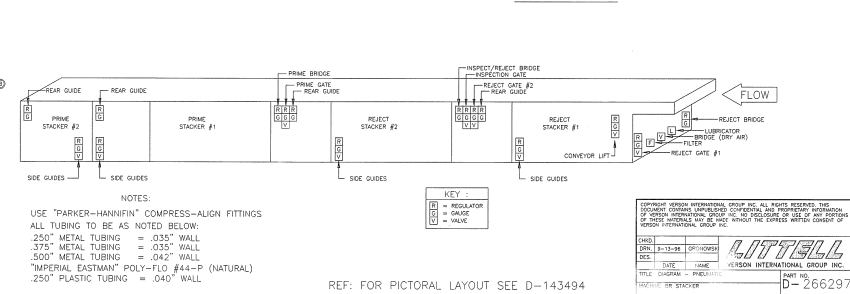 INSPECT/REJECT BRIDGE
INSPECTION GATE
PRIME BRIDGE
PRIME GATE
REAR GUIDE
REJECT GATE #2
REAR GUIDE
REAR GUIDE
REAR GUIDE
FLOW
R
G
PRIME
STACKER #2
R
G
V
R
G
R
G
V
PRIME
STACKER #1
R R R
G G G
V
REJECT
STACKER #2
R
G
V
R R R R
G G G G
V V
REJECT
STACKER #1
R
G
V
R
G
V
CONVEYOR LIFT
R
G
V
R
G
REJECT BRIDGE
L
LUBRICATOR
V
BRIDGE (DRY AIR)
F
FILTER
REJECT GATE #1
SIDE GUIDES
SIDE GUIDES
SIDE GUIDES
SIDE GUIDES
NOTES:
USE "PARKER-HANNIFIN" COMPRESS-ALIGN FITTINGS
ALL TUBING TO BE AS NOTED BELOW:
.250" METAL TUBING = .035" WALL
.375" METAL TUBING = .035" WALL
.500" METAL TUBING = .042" WALL
"IMPERIAL EASTMAN" POLY-FLO #44-P (NATURAL)
.250" PLASTIC TUBING = .040" WALL
KEY :
R = REGULATOR
G = GAUGE
V = VALVE
REF: FOR PICTORAL LAYOUT SEE D-143494
COPYRIGHT VERSON INTERNATIONAL GROUP INC. ALL RIGHTS RESERVED. THIS
DOCUMENT CONTAINS UNPUBLISHED CONFIDENTIAL AND PROPRIETARY INFORMATION
OF VERSON INTERNATIONAL GROUP INC. NO DISCLOSURE OR USE OF ANY PORTIONS
OF THESE MATERIALS MAY BE MADE WITHOUT THE EXPRESS WRITTEN CONSENT OF
VERSON INTERNATIONAL GROUP INC.
CHKD.
DRN. 9-13-96 GRONOWSKI
DES.
DATE NAME
LITTELL
VERSON INTERNATIONAL GROUP INC.
TITLE DIAGRAM - PNEUMATIC
STACKER
PART NO.
D-266297